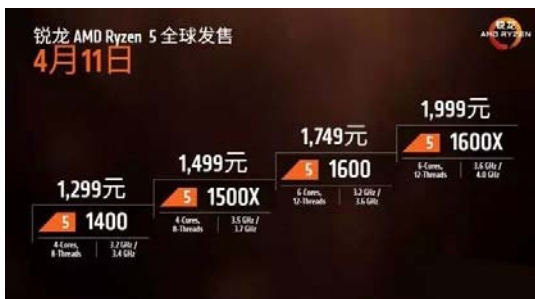 锐龙 AMD Ryzen 5 全球发售
4月11日
锐龙
AMD RYZEN
1,999元
5 1600X
6-Cores, 12-Threads
3.6 GHz / 4.0 GHz
1,749元
5 1600
6-Cores, 12-Threads
3.2 GHz / 3.6 GHz
1,499元
5 1500X
4-Cores, 8-Threads
3.5 GHz / 3.7 GHz
1,299元
5 1400
4-Cores, 8-Threads
3.2 GHz / 3.4 GHz